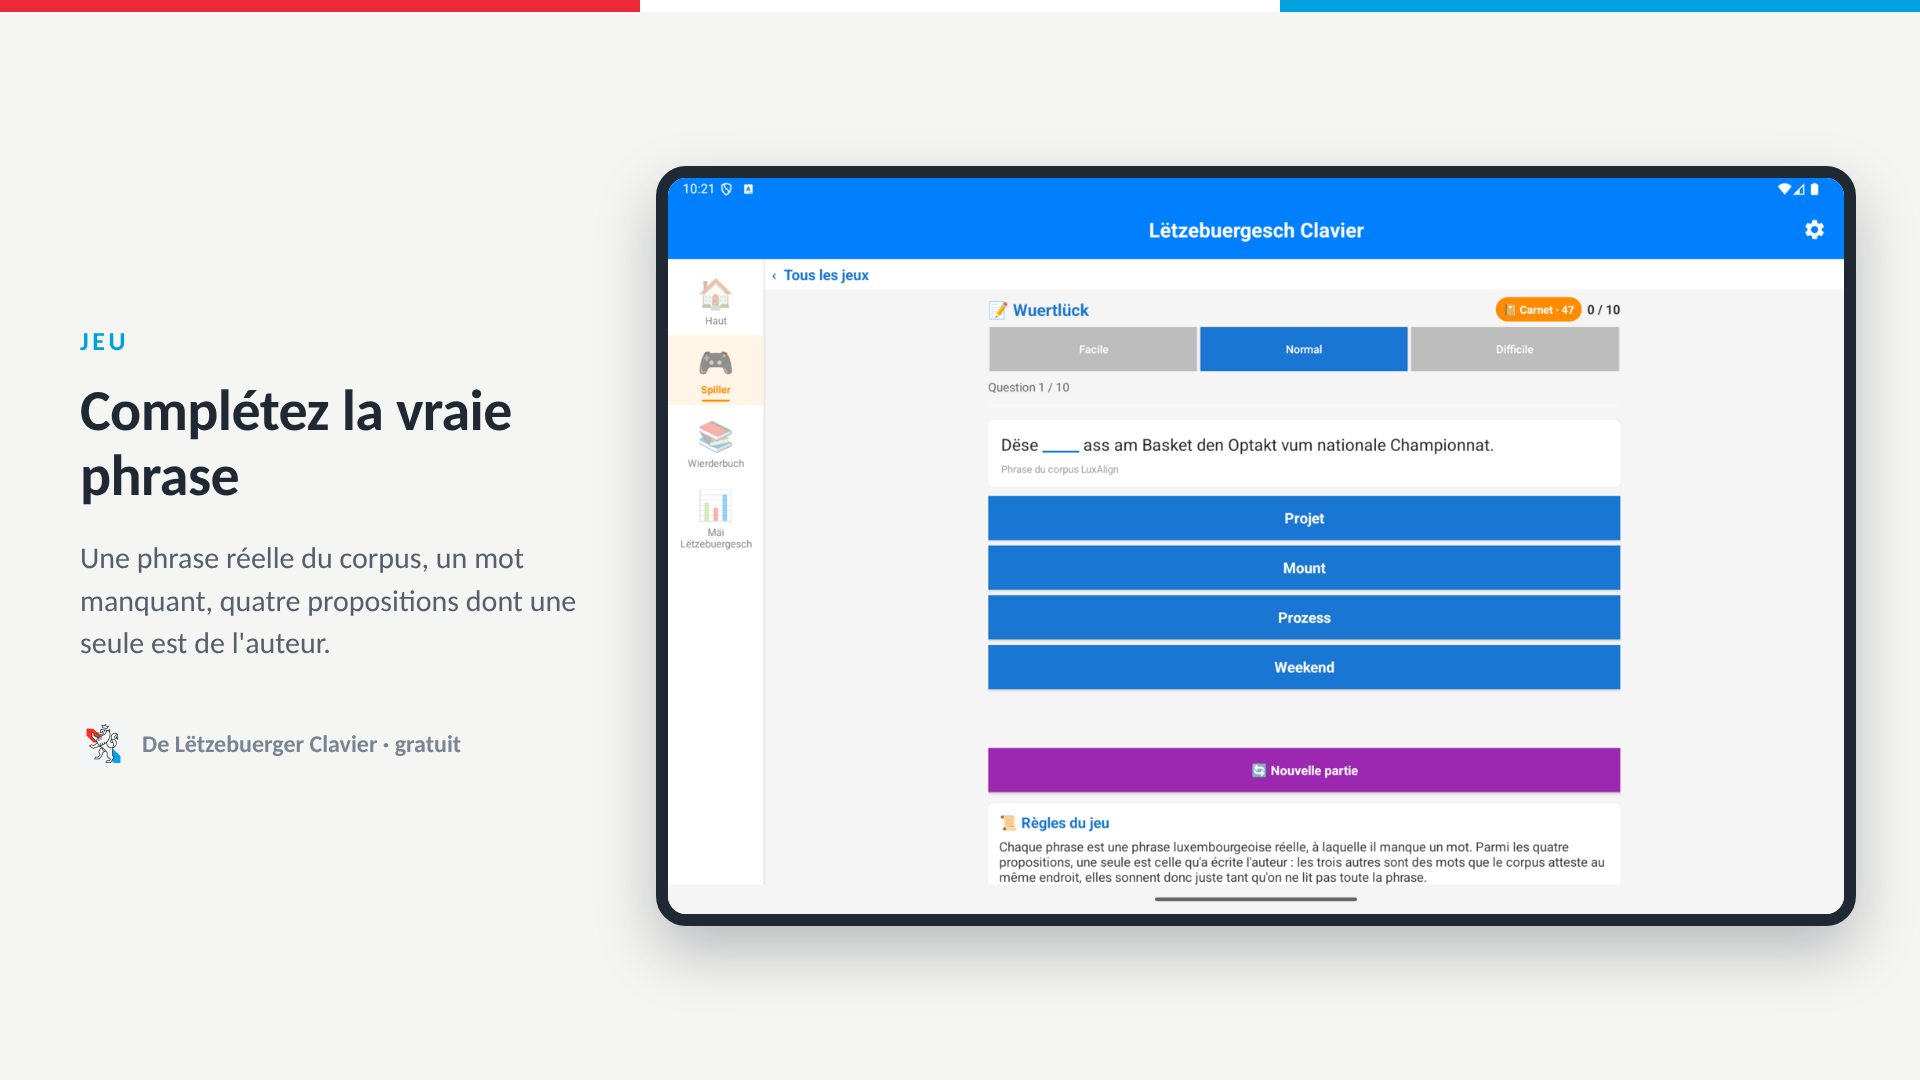 JEU
Complétez la vraie
phrase
Une phrase réelle du corpus, un mot
manquant, quatre propositions dont une
seule est de l'auteur.
De Lëtzebuerger Clavier · gratuit
10:21
Lëtzebuergesch Clavier
Haut
Spiller
Wierderbuch
Mäi
Lëtzebuergesch
‹ Tous les jeux
Wuertlück
Carnet · 47 0 / 10
Facile Normal Difficile
Question 1 / 10
Dëse ____ ass am Basket den Optakt vum nationale Championnat.
Phrase du corpus LuxAlign
Projet
Mount
Prozess
Weekend
Nouvelle partie
Règles du jeu
Chaque phrase est une phrase luxembourgeoise réelle, à laquelle il manque un mot. Parmi les quatre
propositions, une seule est celle qu'a écrite l'auteur : les trois autres sont des mots que le corpus atteste au
même endroit, elles sonnent donc juste tant qu'on ne lit pas toute la phrase.